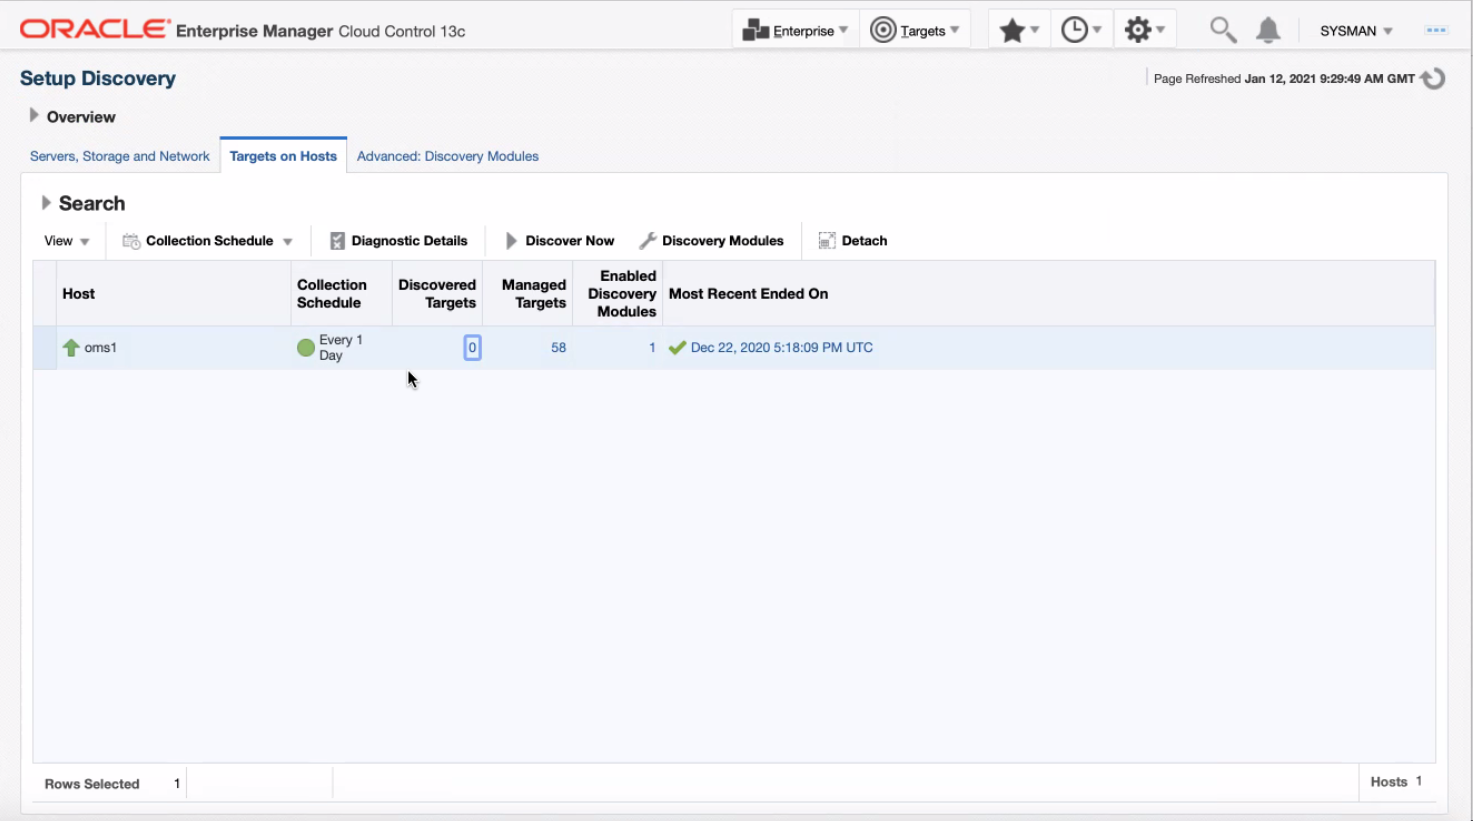 ORACLE Enterprise Manager Cloud Control 13c
Enterprise
Targets
SYSMAN
Setup Discovery
Page Refreshed Jan 12, 2021 9:29:49 AM GMT
Overview
Servers, Storage and Network
Targets on Hosts
Advanced: Discovery Modules
Search
View
Collection Schedule
Diagnostic Details
Discover Now
Discovery Modules
Detach
Host
Collection
Schedule
Discovered
Targets
Managed
Targets
Enabled
Discovery
Modules
Most Recent Ended On
oms1
Every 1
Day
0
58
1
Dec 22, 2020 5:18:09 PM UTC
Rows Selected 1
Hosts 1